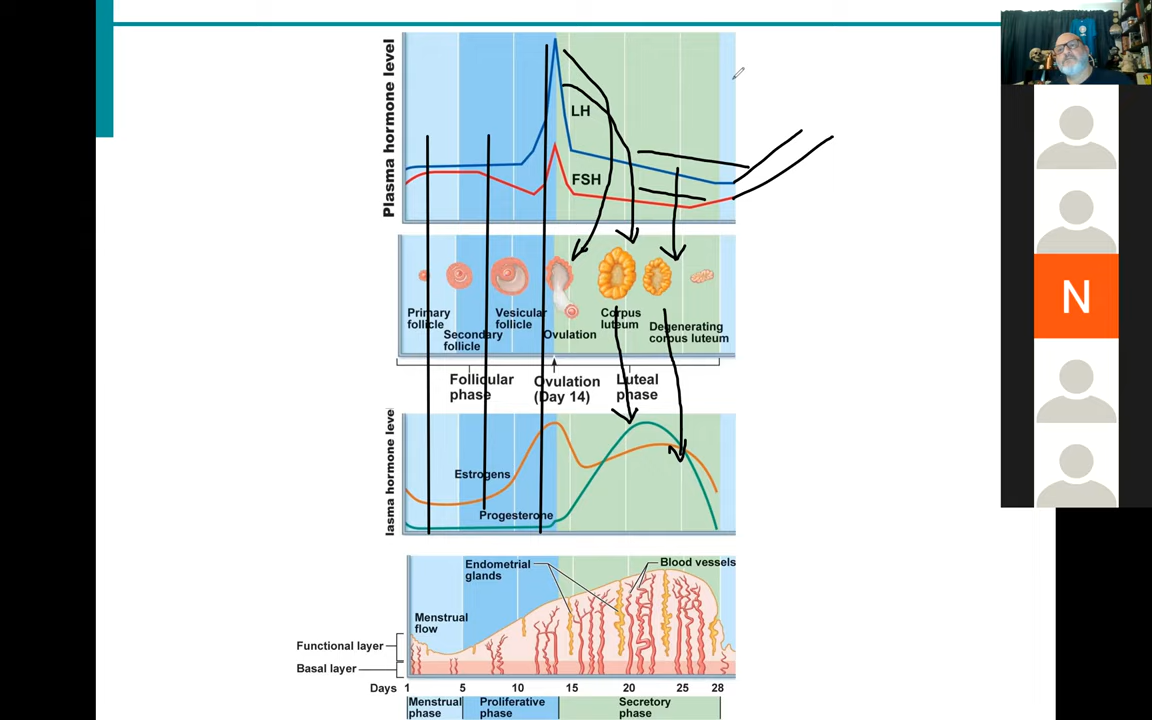 Plasma hormone level
LH
FSH
Primary
follicle
Secondary
follicle
Vesicular
follicle
Ovulation
Corpus
luteum
Degenerating
corpus luteum
Follicular
phase
Ovulation
(Day 14)
Luteal
phase
lasma hormone leve
Estrogens
Progesterone
Endometrial
glands
Blood vessels
Menstrual
flow
Functional layer
Basal layer
Days 1 5 10 15 20 25 28
Menstrual
phase
Proliferative
phase
Secretory
phase
N